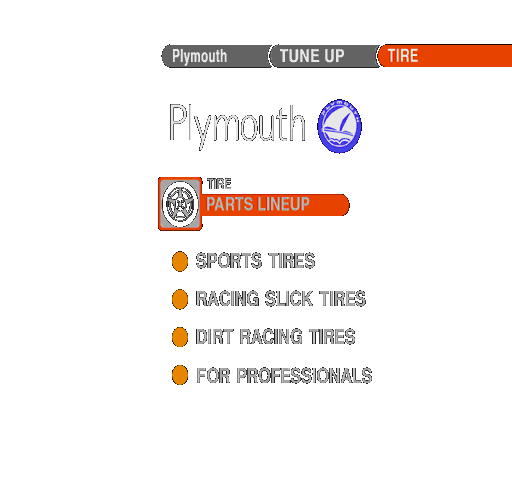 Plymouth TUNE UP TIRE
Plymouth
TIRE
PARTS LINEUP
SPORTS TIRES
RACING SLICK TIRES
DIRT RACING TIRES
FOR PROFESSIONALS